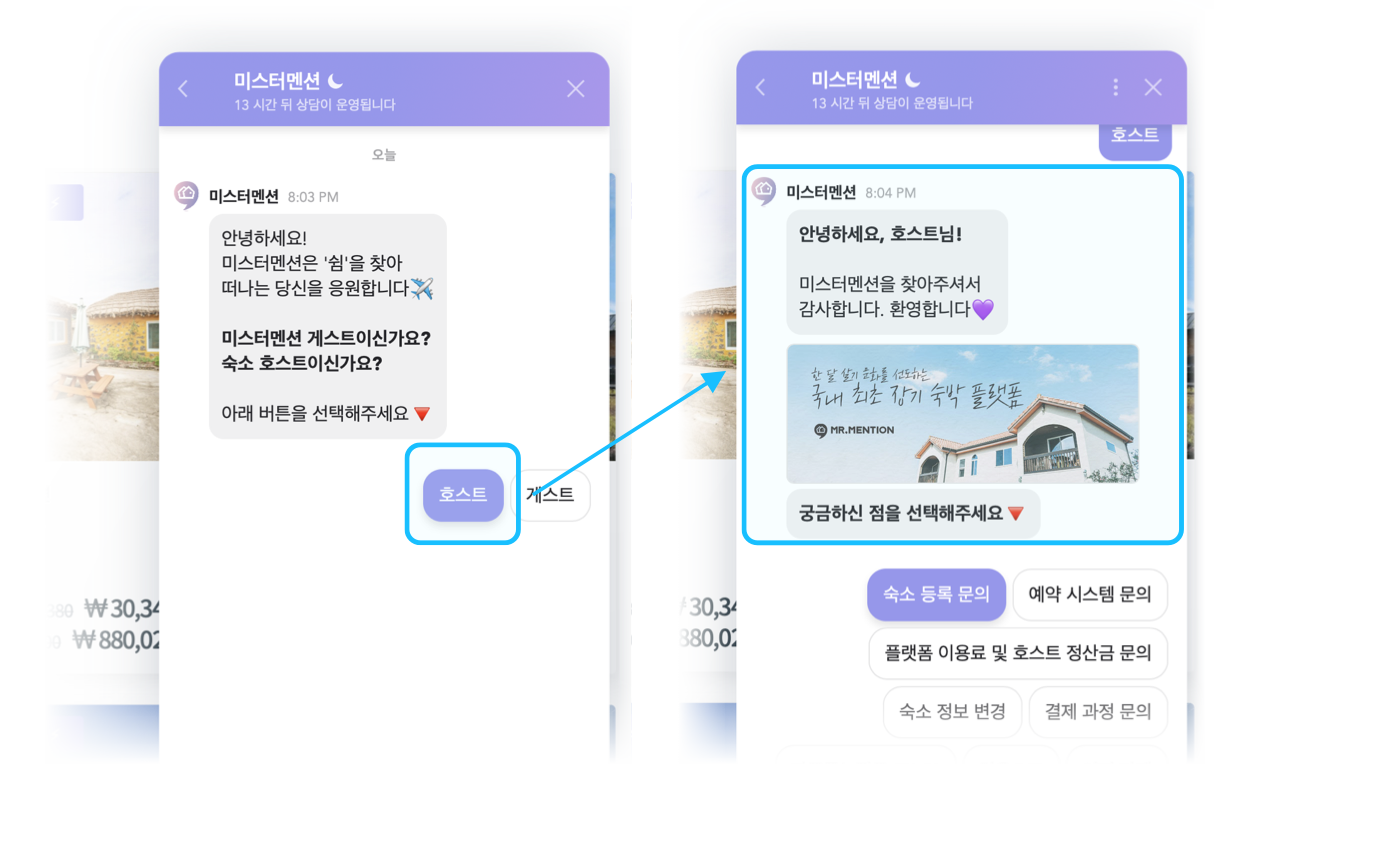 미스터멘션
13 시간 뒤 상담이 운영됩니다
오늘
미스터멘션 8:03 PM
안녕하세요!
미스터멘션은 '쉼'을 찾아
떠나는 당신을 응원합니다✈️
미스터멘션 게스트이신가요?
숙소 호스트이신가요?
아래 버튼을 선택해주세요 🔻
호스트 게스트
₩30,34
₩880,02
미스터멘션
13 시간 뒤 상담이 운영됩니다
호스트
미스터멘션 8:04 PM
안녕하세요, 호스트님!
미스터멘션을 찾아주셔서
감사합니다. 환영합니다💜
한 달 살기 문화를 선도하는
국내 최초 장기 숙박 플랫폼
MR.MENTION
궁금하신 점을 선택해주세요 🔻
숙소 등록 문의 예약 시스템 문의
플랫폼 이용료 및 호스트 정산금 문의
숙소 정보 변경 결제 과정 문의
30,34
880,02